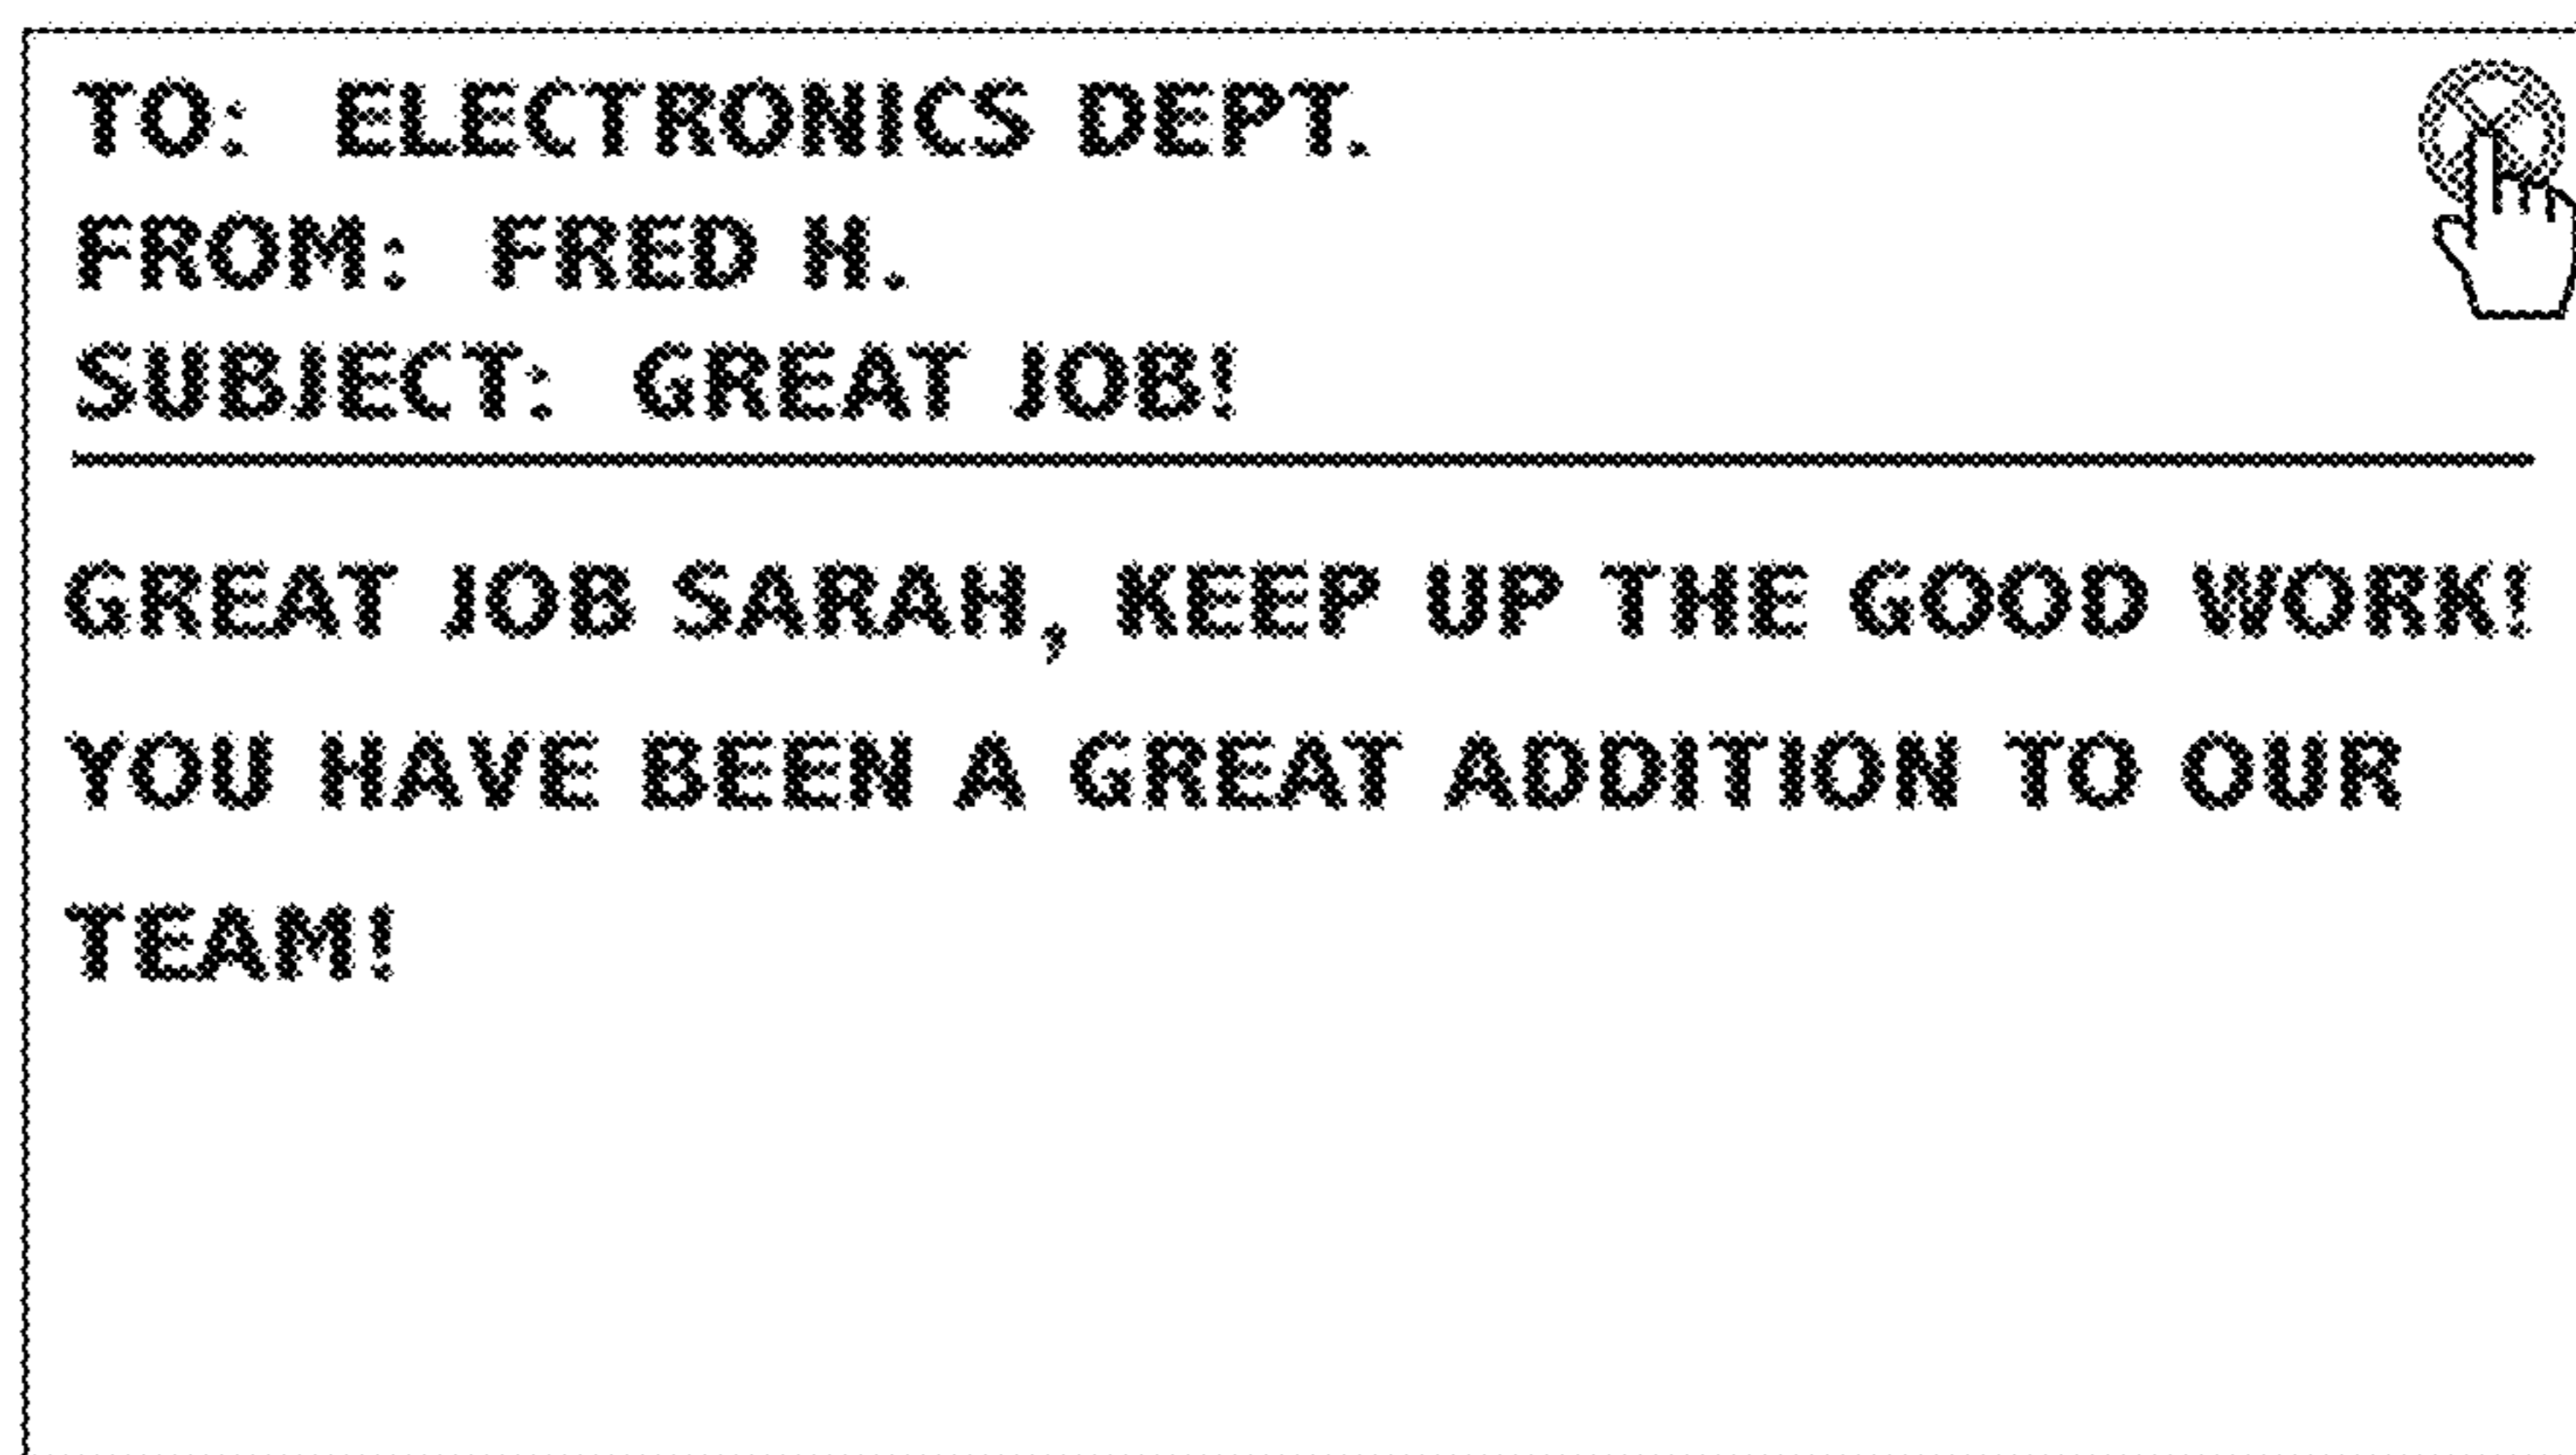 TO: ELECTRONICS DEPT.
FROM: FRED H.
SUBJECT: GREAT JOB!
GREAT JOB SARAH, KEEP UP THE GOOD WORK!
YOU HAVE BEEN A GREAT ADDITION TO OUR
TEAM!